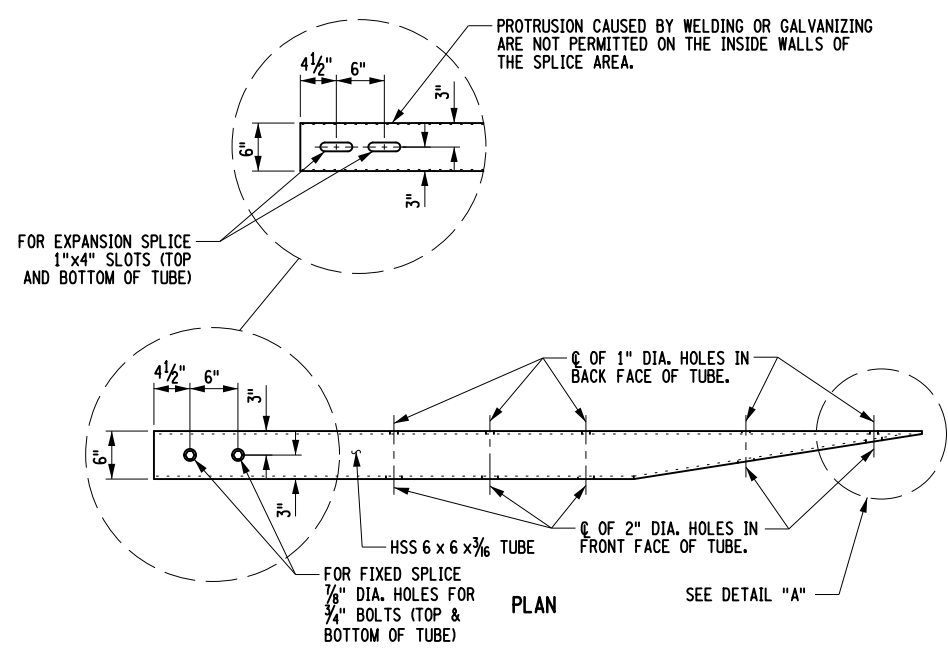 PROTRUSION CAUSED BY WELDING OR GALVANIZING
ARE NOT PERMITTED ON THE INSIDE WALLS OF
THE SPLICE AREA.
4½" 6"
3"
6"
3"
FOR EXPANSION SPLICE
1"x4" SLOTS (TOP
AND BOTTOM OF TUBE)
4½" 6"
3"
6"
3"
℄ OF 1" DIA. HOLES IN
BACK FACE OF TUBE.
℄ OF 2" DIA. HOLES IN
FRONT FACE OF TUBE.
HSS 6 x 6 x 3/16 TUBE
FOR FIXED SPLICE
⅞" DIA. HOLES FOR
¾" BOLTS (TOP &
BOTTOM OF TUBE)
PLAN
SEE DETAIL "A"